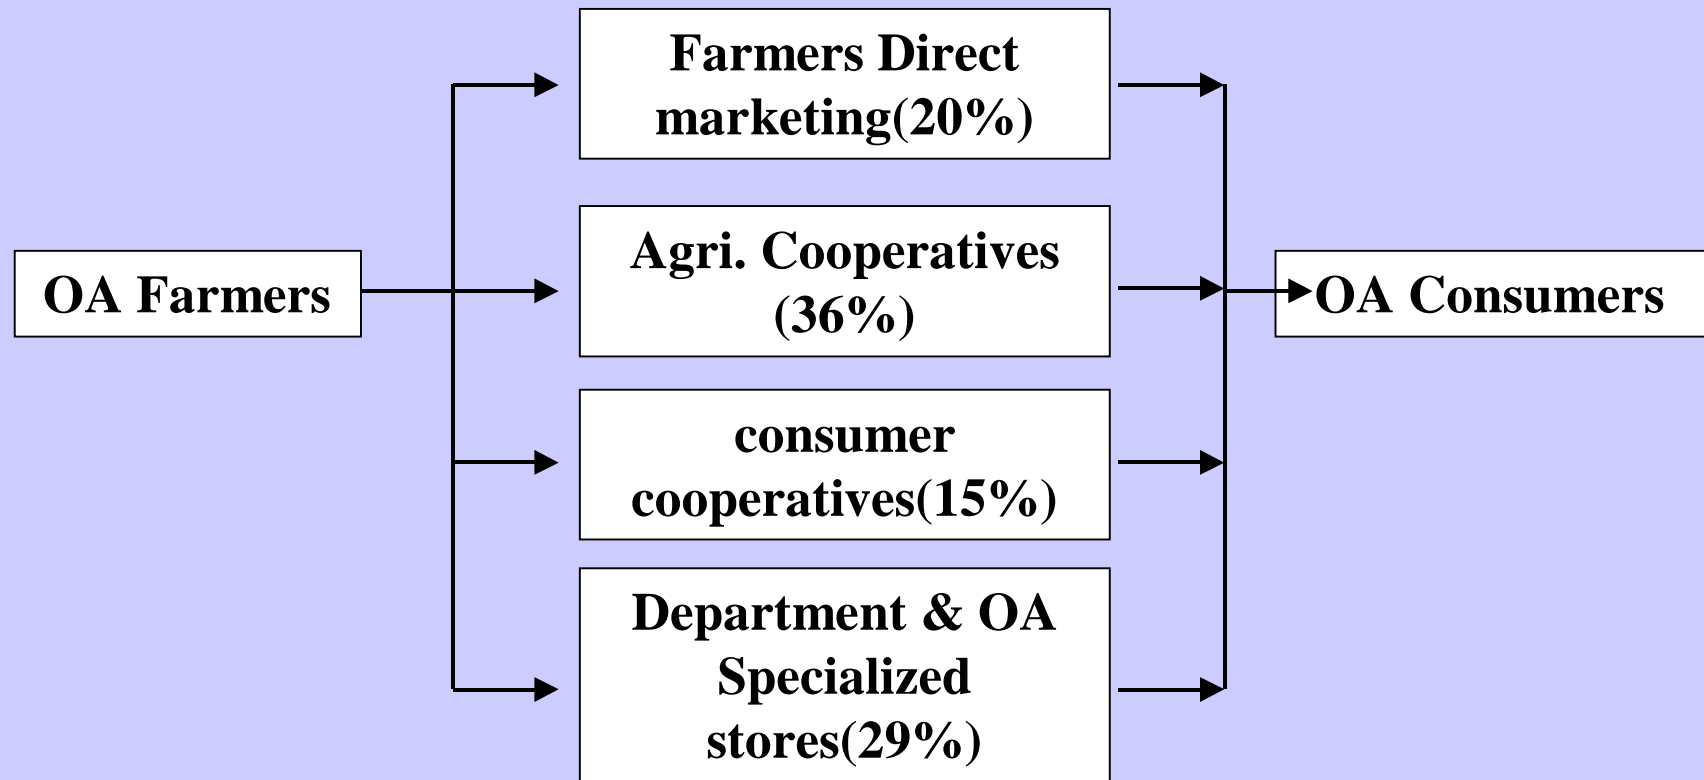 Farmers Direct
marketing(20%)
Agri. Cooperatives
(36%)
OA Farmers
OA Consumers
consumer
cooperatives(15%)
Department & OA
Specialized
stores(29%)